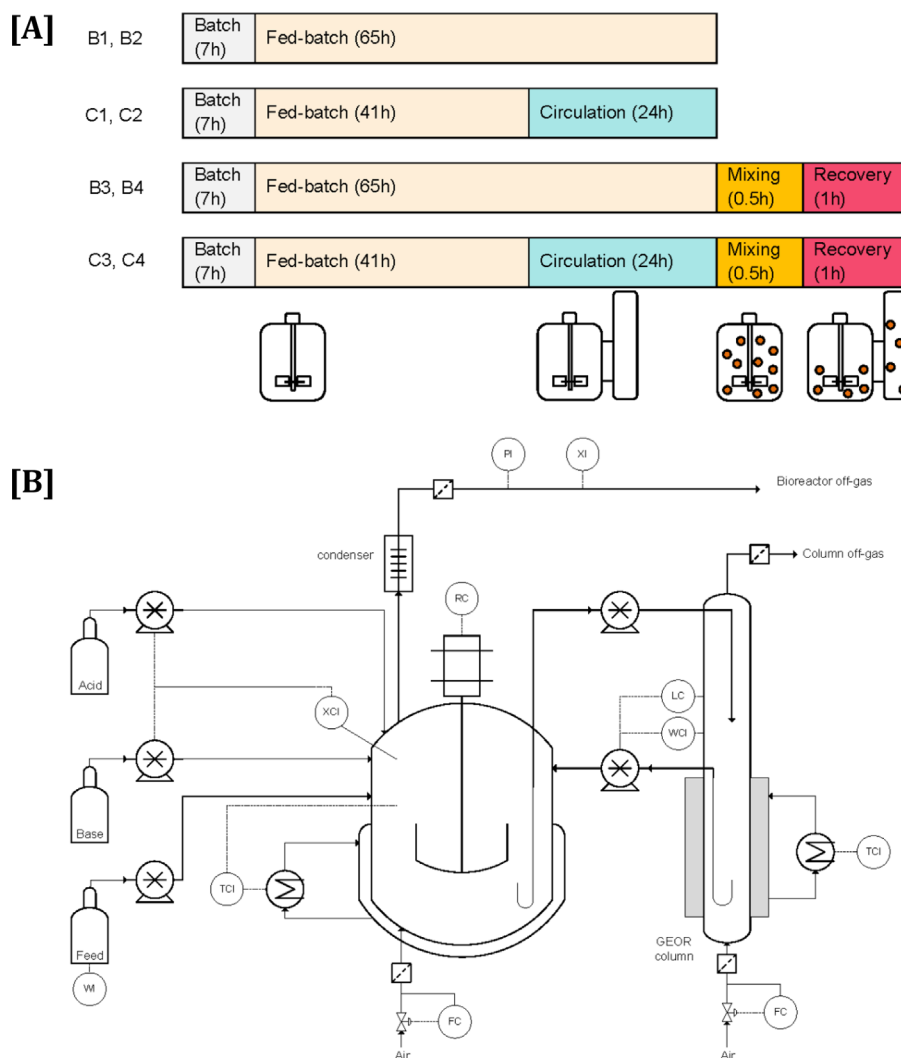 [A]
B1, B2
Batch
(7h)
Fed-batch (65h)
C1, C2
Batch
(7h)
Fed-batch (41h)
Circulation (24h)
B3, B4
Batch
(7h)
Fed-batch (65h)
Mixing
(0.5h)
Recovery
(1h)
C3, C4
Batch
(7h)
Fed-batch (41h)
Circulation (24h)
Mixing
(0.5h)
Recovery
(1h)
[B]
PI
XI
Bioreactor off-gas
condenser
Column off-gas
RC
Acid
XCI
LC
WCI
Base
TCI
TCI
Feed
GEOR
column
WI
FC
FC
Air
Air